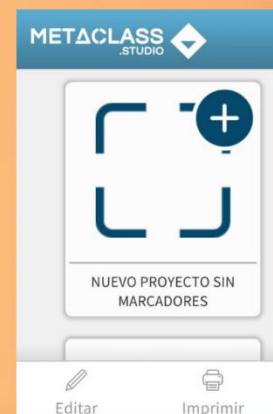 METACLASS
.STUDIO
NUEVO PROYECTO SIN
MARCADORES
Editar
Imprimir